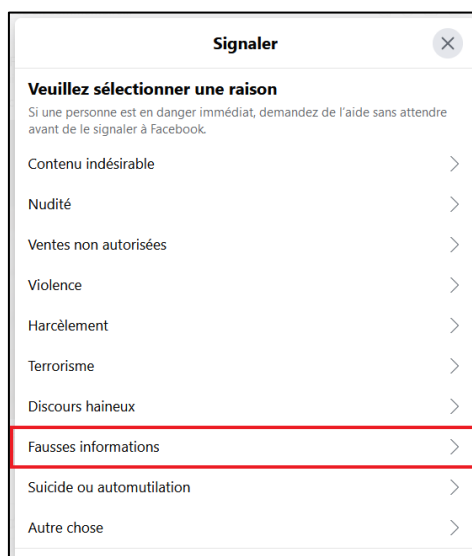 Signaler
Veuillez sélectionner une raison
Si une personne est en danger immédiat, demandez de l'aide sans attendre
avant de le signaler à Facebook.
Contenu indésirable
Nudité
Ventes non autorisées
Violence
Harcèlement
Terrorisme
Discours haineux
Fausses informations
Suicide ou automutilation
Autre chose